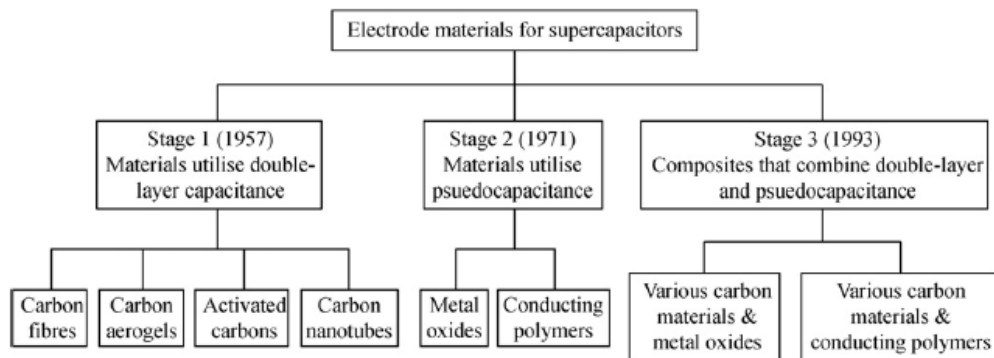 Electrode materials for supercapacitors
Stage 1 (1957)
Materials utilise double-
layer capacitance
Stage 2 (1971)
Materials utilise
psuedocapacitance
Stage 3 (1993)
Composites that combine double-layer
and psuedocapacitance
Carbon
fibres
Carbon
aerogels
Activated
carbons
Carbon
nanotubes
Metal
oxides
Conducting
polymers
Various carbon
materials &
metal oxides
Various carbon
materials &
conducting polymers